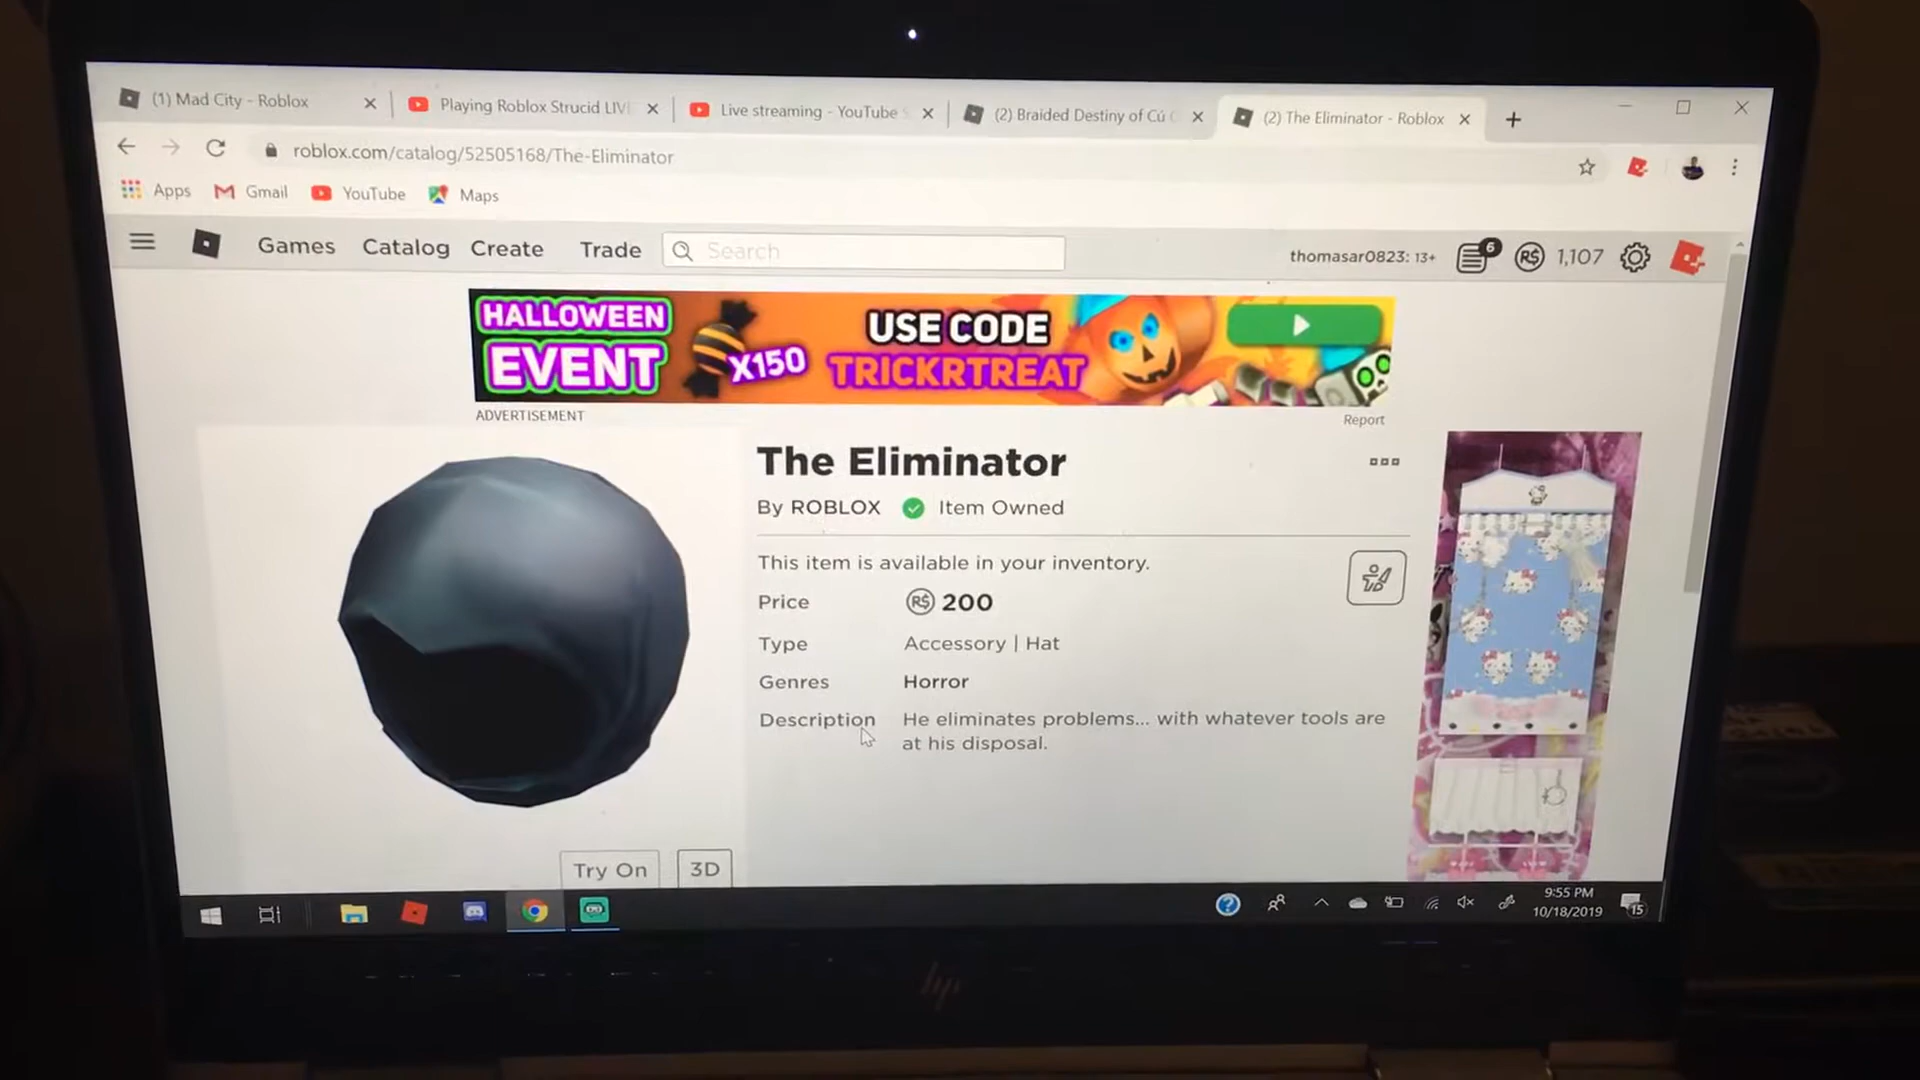 (1) Mad City - Roblox
Playing Roblox Strucid LIV
Live streaming - YouTube S
(2) Braided Destiny of Cú C
(2) The Eliminator - Roblox
roblox.com/catalog/52505168/The-Eliminator
Apps
Gmail
YouTube
Maps
Games
Catalog
Create
Trade
Search
thomasar0823: 13+
6
R$
1,107
HALLOWEEN
EVENT
X150
USE CODE
TRICKRTREAT
ADVERTISEMENT
Report
The Eliminator
By ROBLOX
Item Owned
This item is available in your inventory.
Price
R$ 200
Type
Accessory | Hat
Genres
Horror
Description
He eliminates problems... with whatever tools are
at his disposal.
Try On
3D
9:55 PM
10/18/2019
15
hp